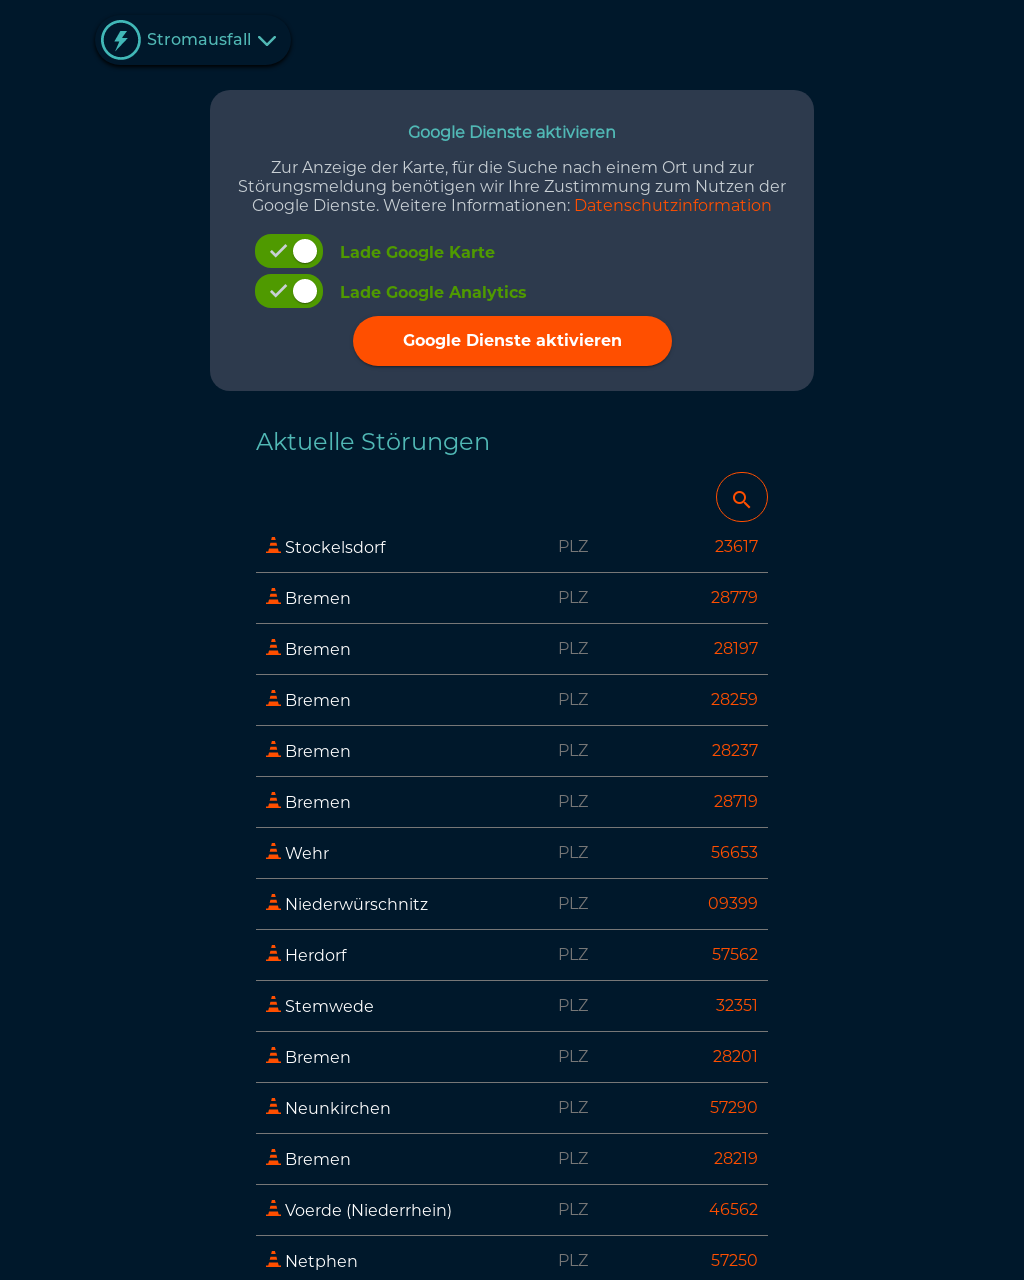 Stromausfall
Google Dienste aktivieren
Zur Anzeige der Karte, für die Suche nach einem Ort und zur
Störungsmeldung benötigen wir Ihre Zustimmung zum Nutzen der
Google Dienste. Weitere Informationen: Datenschutzinformation
Lade Google Karte
Lade Google Analytics
Google Dienste aktivieren
Aktuelle Störungen
Stockelsdorf PLZ 23617
Bremen PLZ 28779
Bremen PLZ 28197
Bremen PLZ 28259
Bremen PLZ 28237
Bremen PLZ 28719
Wehr PLZ 56653
Niederwürschnitz PLZ 09399
Herdorf PLZ 57562
Stemwede PLZ 32351
Bremen PLZ 28201
Neunkirchen PLZ 57290
Bremen PLZ 28219
Voerde (Niederrhein) PLZ 46562
Netphen PLZ 57250